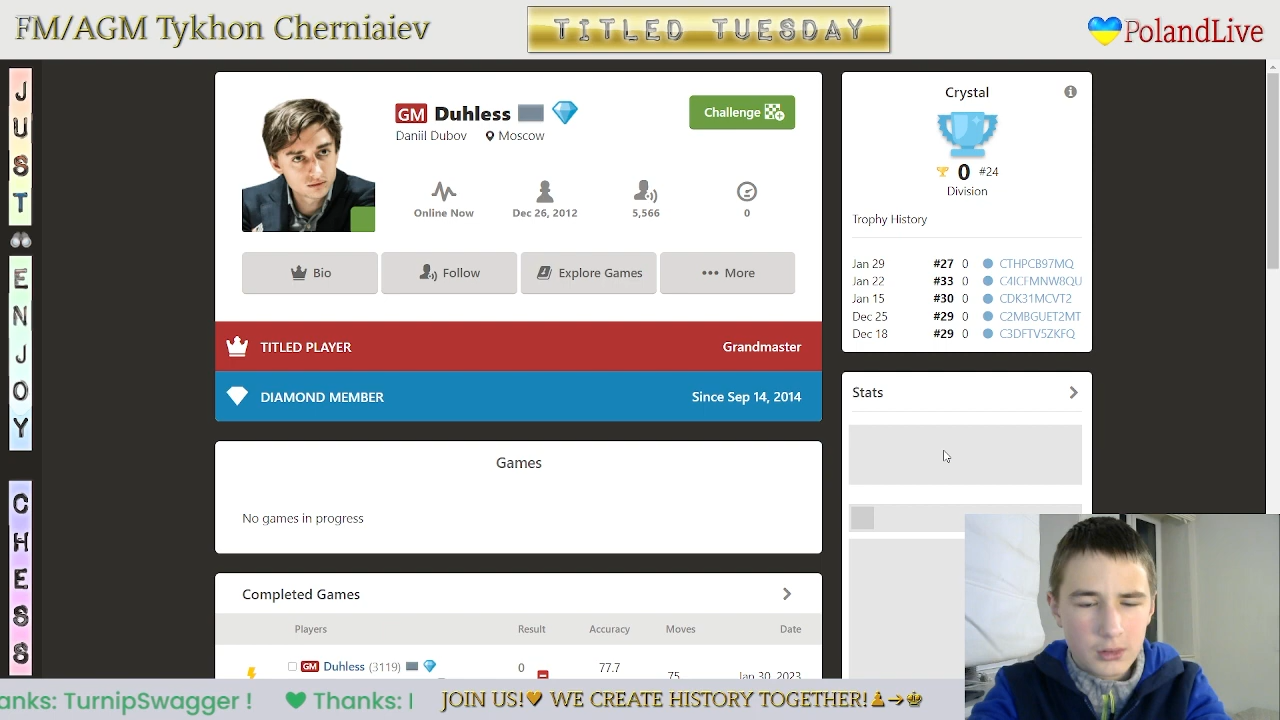 FM/AGM Tykhon Cherniaiev
TITLED TUESDAY
PolandLive
JUST
ENJOY
CHESS
GM Duhless
Daniil Dubov
Moscow
Challenge
Online Now
Dec 26, 2012
5,566
0
Bio
Follow
Explore Games
More
TITLED PLAYER
Grandmaster
DIAMOND MEMBER
Since Sep 14, 2014
Games
No games in progress
Completed Games
Players
Result
Accuracy
Moves
Date
GM Duhless (3119)
0
77.7
75
Jan 30, 2023
Crystal
0 #24
Division
Trophy History
Jan 29 #27 0 CTHPCB97MQ
Jan 22 #33 0 C4ICFMNW8QU
Jan 15 #30 0 CDK31MCVT2
Dec 25 #29 0 C2MBGUET2MT
Dec 18 #29 0 C3DFTV5ZKFQ
Stats
anks: TurnipSwagger !
Thanks:
JOIN US! WE CREATE HISTORY TOGETHER!